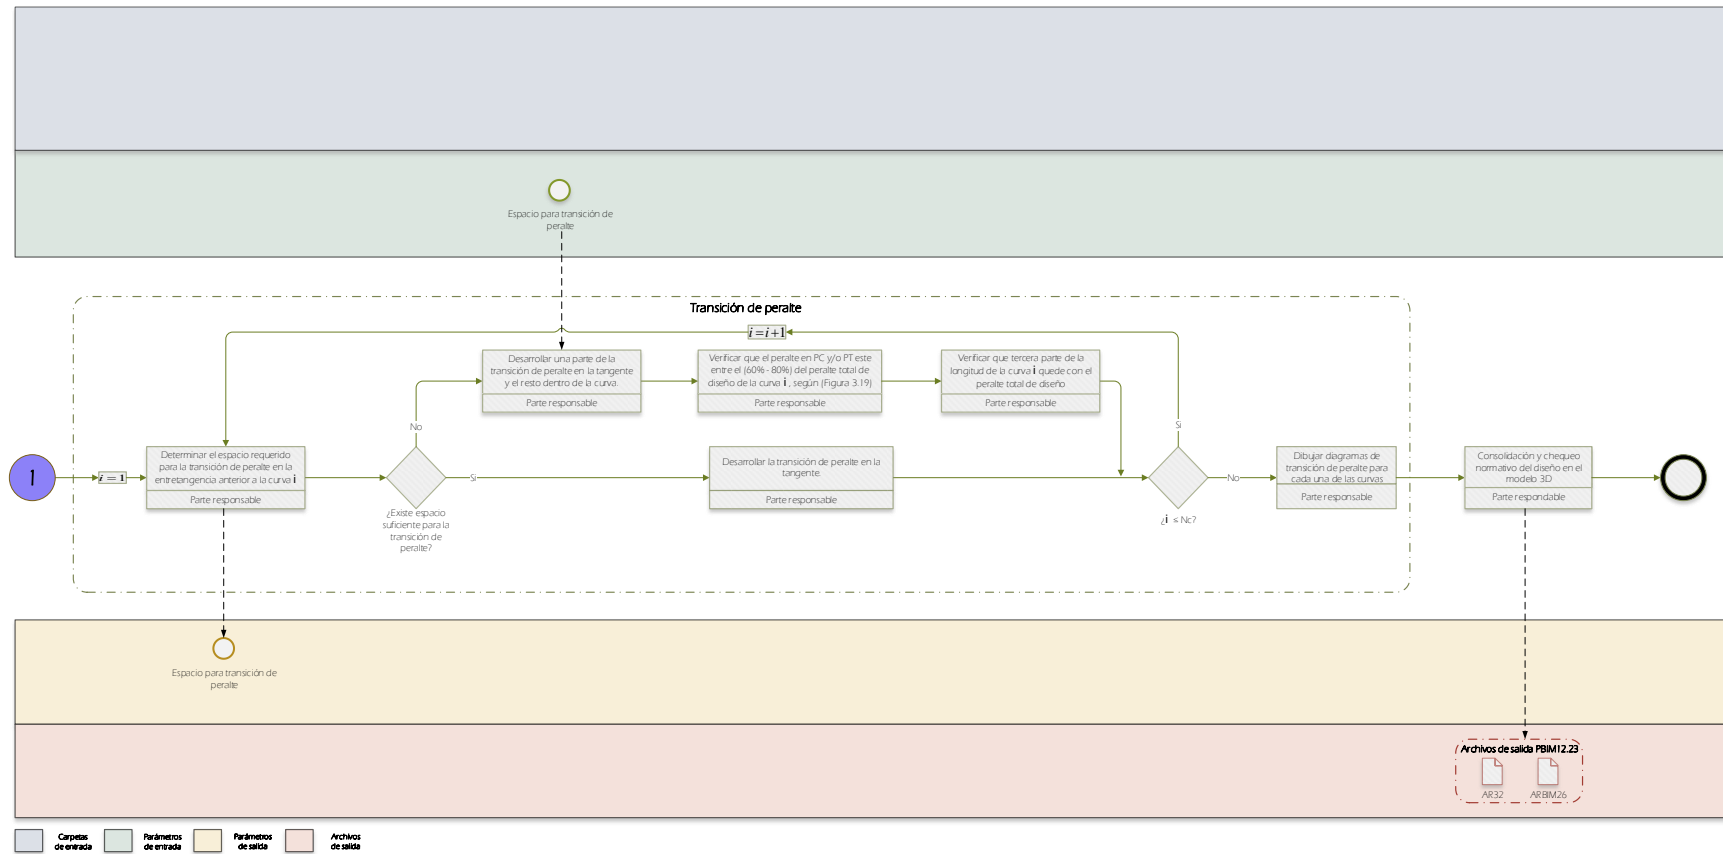 Espacio para transición de
peralte
Transición de peralte
i=i+1
Desarrollar una parte de la
transición de peralte en la tangente
y el resto dentro de la curva.
Parte responsable
Verificar que el peralte en PC y/o PT este
entre el (60% - 80%) del peralte total de
diseño de la curva i , según (Figura 3.19)
Parte responsable
Verificar que tercera parte de la
longitud de la curva i quede con el
peralte total de diseño
Parte responsable
No
Si
1
i = 1
Determinar el espacio requerido
para la transición de peralte en la
entretangencia anterior a la curva i
Parte responsable
¿Existe espacio
suficiente para la
transición de
peralte?
Si
Desarrollar la transición de peralte en la
tangente.
Parte responsable
¿i ≤ Nc?
No
Dibujar diagramas de
transición de peralte para
cada una de las curvas
Parte responsable
Consolidación y chequeo
normativo del diseño en el
modelo 3D
Parte respondable
Espacio para transición de
peralte
Archivos de salida PBIM12.23
AR32
ARBIM26
Carpetas
de entrada
Parámetros
de entrada
Parámetros
de salida
Archivos
de salida